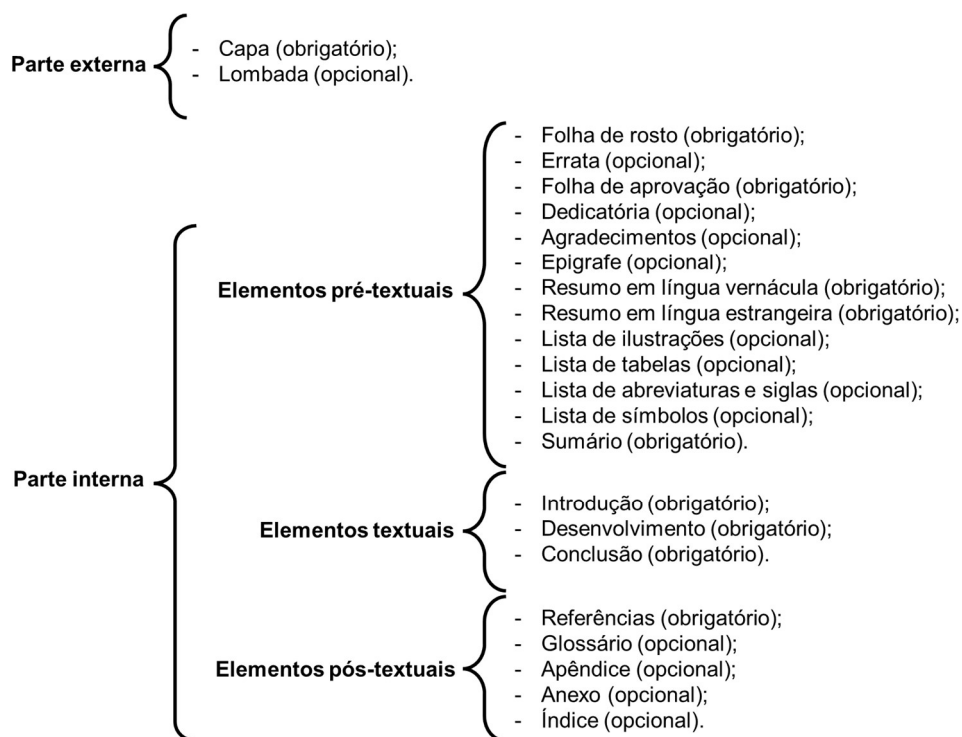 Parte externa
- Capa (obrigatório);
- Lombada (opcional).
Parte interna
Elementos pré-textuais
- Folha de rosto (obrigatório);
- Errata (opcional);
- Folha de aprovação (obrigatório);
- Dedicatória (opcional);
- Agradecimentos (opcional);
- Epigrafe (opcional);
- Resumo em língua vernácula (obrigatório);
- Resumo em língua estrangeira (obrigatório);
- Lista de ilustrações (opcional);
- Lista de tabelas (opcional);
- Lista de abreviaturas e siglas (opcional);
- Lista de símbolos (opcional);
- Sumário (obrigatório).
Elementos textuais
- Introdução (obrigatório);
- Desenvolvimento (obrigatório);
- Conclusão (obrigatório).
Elementos pós-textuais
- Referências (obrigatório);
- Glossário (opcional);
- Apêndice (opcional);
- Anexo (opcional);
- Índice (opcional).